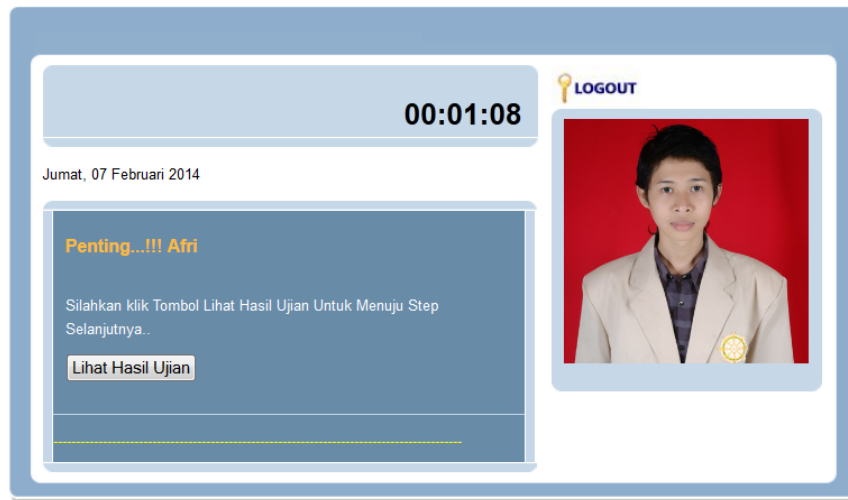 00:01:08
LOGOUT
Jumat, 07 Februari 2014
Penting...!!! Afri
Silahkan klik Tombol Lihat Hasil Ujian Untuk Menuju Step
Selanjutnya..
Lihat Hasil Ujian